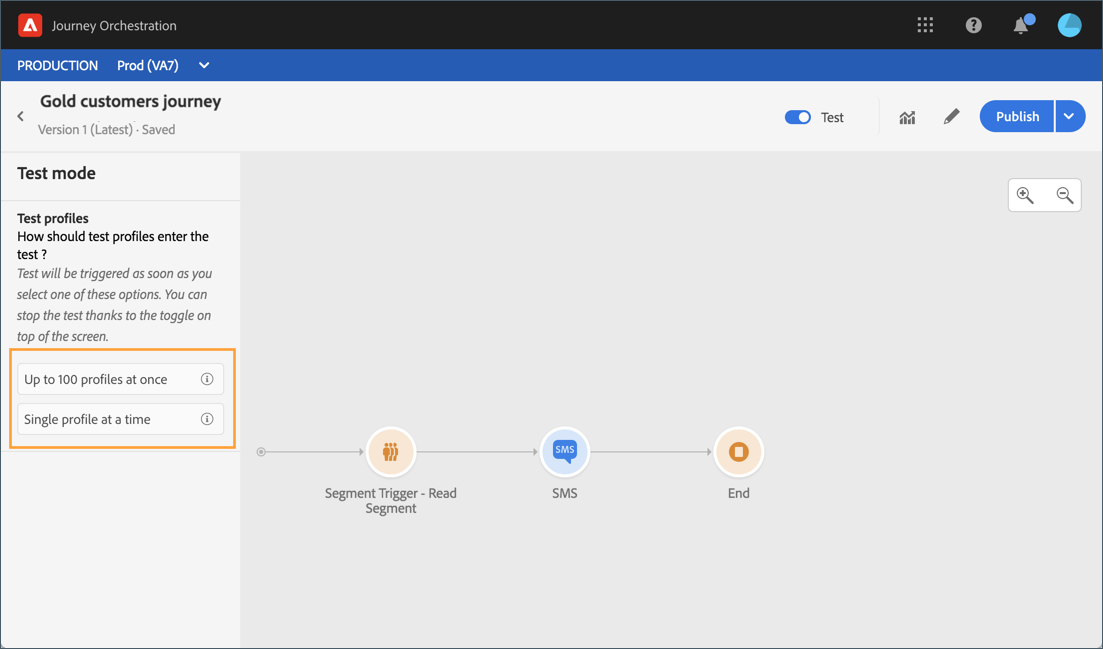 Journey Orchestration
PRODUCTION Prod (VA7)
Gold customers journey
Version 1 (Latest) · Saved
Test
Publish
Test mode
Test profiles
How should test profiles enter the
test ?
Test will be triggered as soon as you
select one of these options. You can
stop the test thanks to the toggle on
top of the screen.
Up to 100 profiles at once
Single profile at a time
Segment Trigger - Read
Segment
SMS
SMS
End